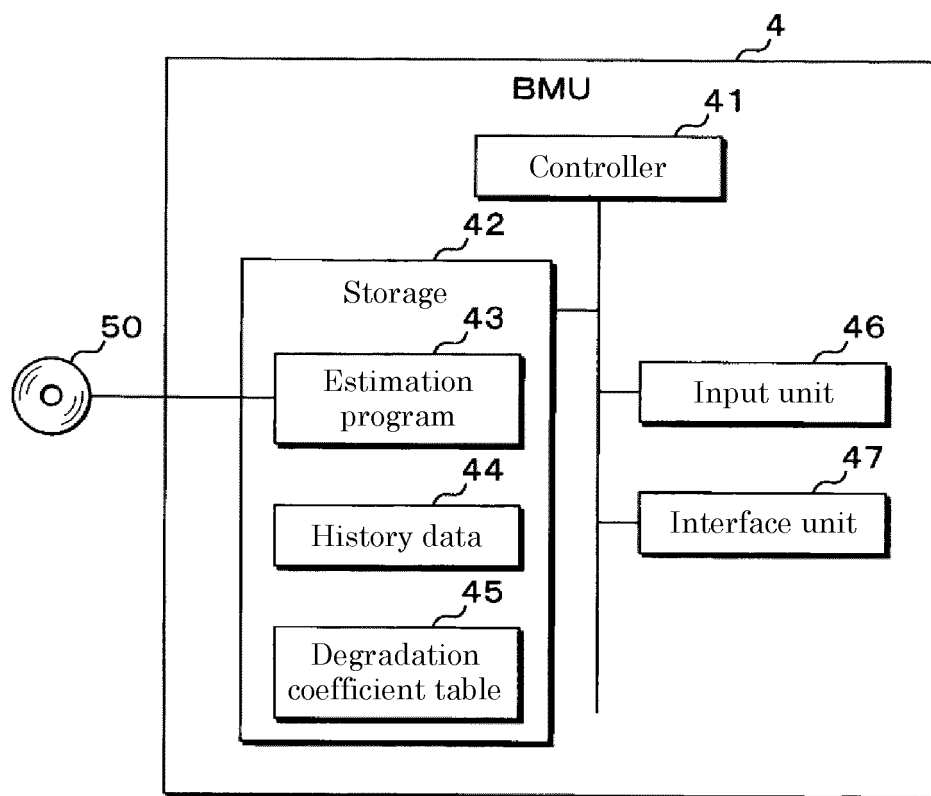 4
BMU
41
Controller
42
Storage
50
43
Estimation
program
46
Input unit
44
History data
47
Interface unit
45
Degradation
coefficient table